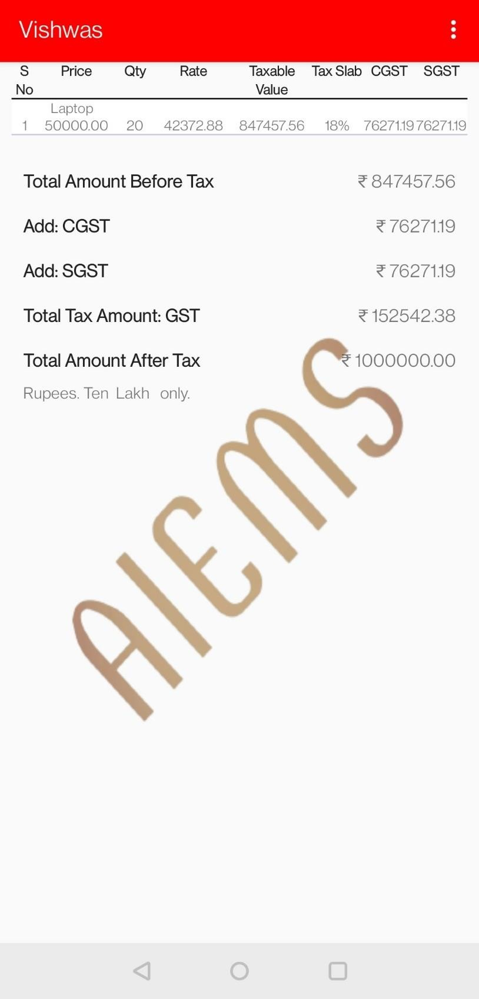 Vishwas
S No Price Qty Rate Taxable Value Tax Slab CGST SGST
Laptop
1 50000.00 20 42372.88 847457.56 18% 76271.19 76271.19
Total Amount Before Tax ₹ 847457.56
Add: CGST ₹ 76271.19
Add: SGST ₹ 76271.19
Total Tax Amount: GST ₹ 152542.38
Total Amount After Tax ₹ 1000000.00
Rupees. Ten Lakh only.
AIEMS